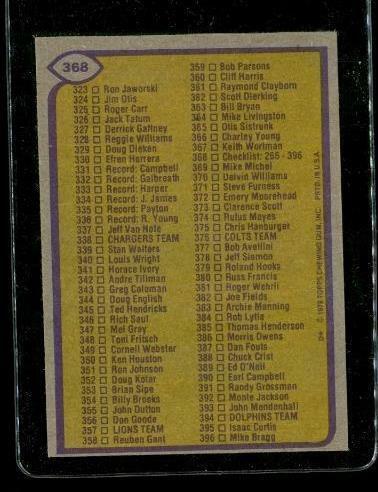 368
323 Ron Jaworski
324 Jim Otis
325 Roger Carr
326 Jack Tatum
327 Derrick Gaffney
328 Reggie Williams
329 Doug Dieken
330 Efren Herrera
331 Record: Campbell
332 Record: Galbreath
333 Record: Harper
334 Record: J. James
335 Record: Payton
336 Record: R. Young
337 Jeff Van Note
338 CHARGERS TEAM
339 Stan Walters
340 Louis Wright
341 Horace Ivory
342 Andre Tillman
343 Greg Coleman
344 Doug English
345 Ted Hendricks
346 Rich Saul
347 Mel Gray
348 Toni Fritsch
349 Cornell Webster
350 Ken Houston
351 Ron Johnson
352 Doug Kotar
353 Brian Sipe
354 Billy Brooks
355 John Dutton
356 Don Goode
357 LIONS TEAM
358 Reuben Gant
359 Bob Parsons
360 Cliff Harris
361 Raymond Clayborn
362 Scott Dierking
363 Bill Bryan
364 Mike Livingston
365 Otis Sistrunk
366 Charley Young
367 Keith Wortman
368 Checklist: 265 - 396
369 Mike Michel
370 Delvin Williams
371 Steve Furness
372 Emery Moorehead
373 Clarence Scott
374 Rufus Mayes
375 Chris Hanburger
376 COLTS TEAM
377 Bob Avellini
378 Jeff Siemon
379 Roland Hooks
380 Russ Francis
381 Roger Wehrli
382 Joe Fields
383 Archie Manning
384 Rob Lytle
385 Thomas Henderson
386 Morris Owens
387 Dan Fouts
388 Chuck Crist
389 Ed O'Neil
390 Earl Campbell
391 Randy Grossman
392 Monte Jackson
393 John Mendenhall
394 DOLPHINS TEAM
395 Isaac Curtis
396 Mike Bragg
© 1979 TOPPS CHEWING GUM, INC. PRTD. IN U.S.A.